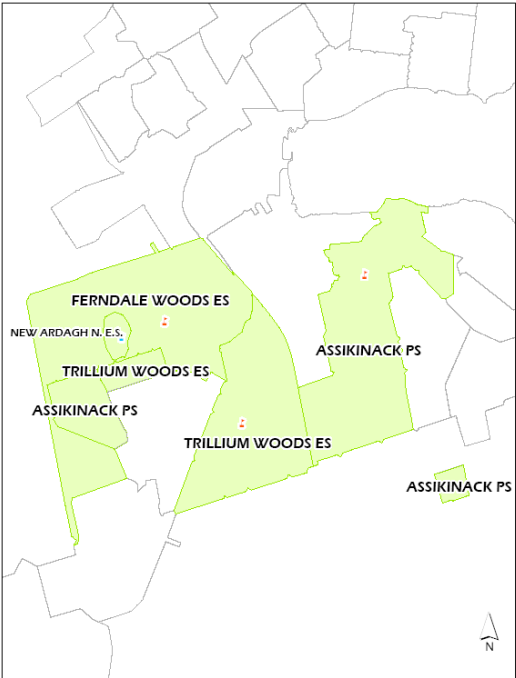 FERNDALE WOODS ES
NEW ARDAGH N. E.S.
ASSIKINACK PS
TRILLIUM WOODS ES
ASSIKINACK PS
TRILLIUM WOODS ES
ASSIKINACK PS
N